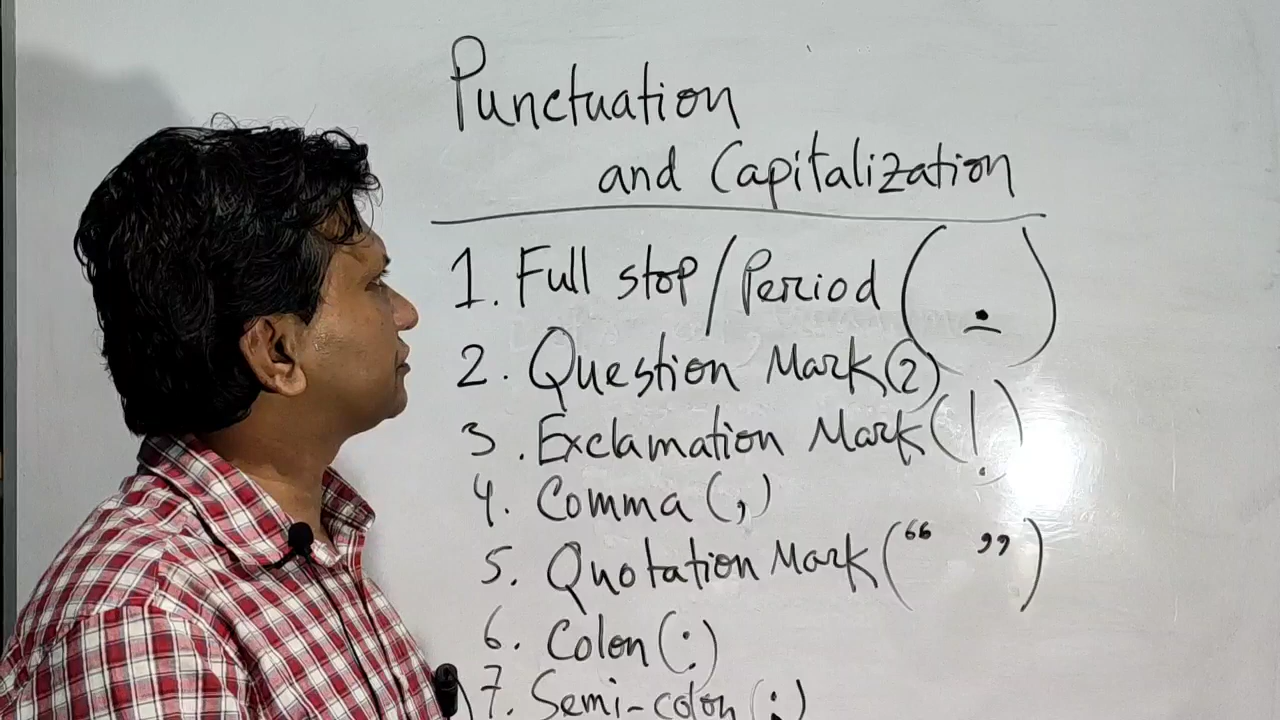 Punctuation
and Capitalization
1. Full stop / Period (.)
2. Question Mark (?)
3. Exclamation Mark (!)
4. Comma (,)
5. Quotation Mark (“ ”)
6. Colon (:)
7. Semi-colon (;)